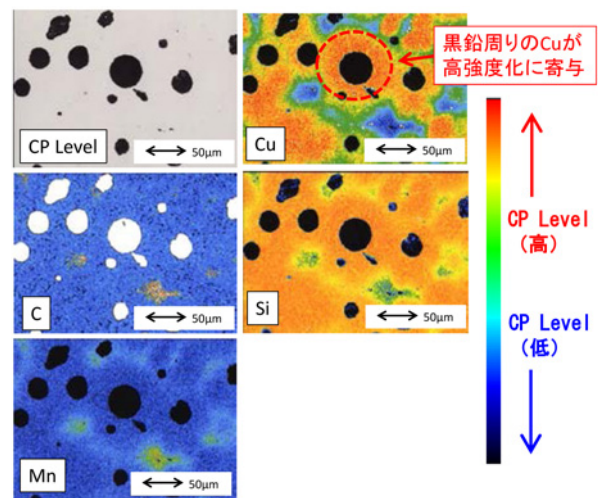 CP Level
50μm
Cu
50μm
黒鉛周りのCuが
高強度化に寄与
C
50μm
Si
50μm
Mn
50μm
CP Level
(高)
CP Level
(低)